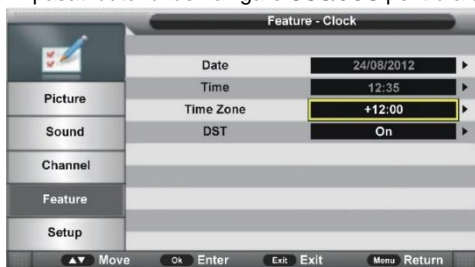 Feature - Clock
Date 24/08/2012
Time 12:35
Time Zone +12:00
DST On
Picture
Sound
Channel
Feature
Setup
▲▼ Move Ok Enter Exit Exit Menu Return